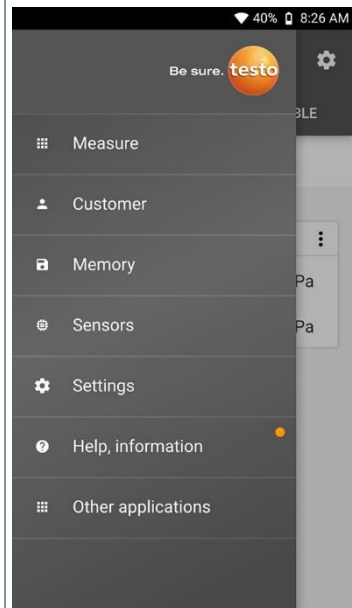 40% 8:26 AM
Be sure. testo
BLE
Measure
Customer
Memory
Pa
Sensors
Pa
Settings
Help, information
Other applications